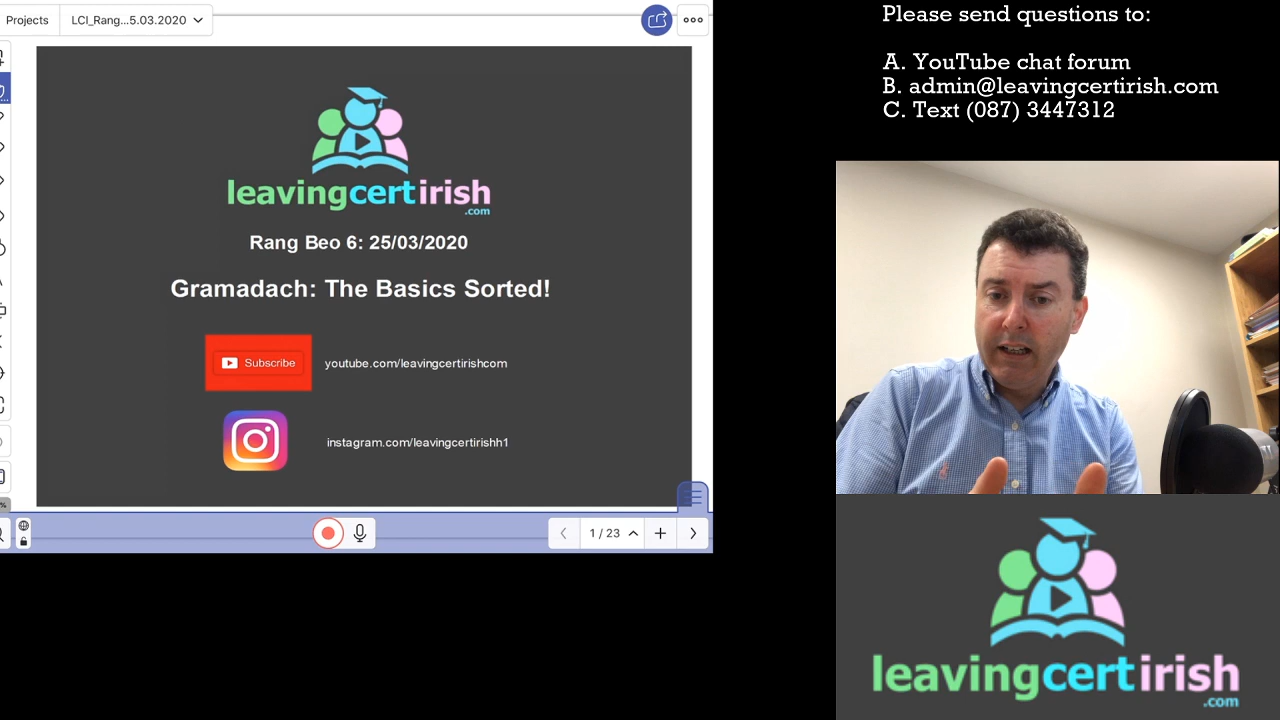 Projects
LCI_Rang...5.03.2020
leavingcertirish
.com
Rang Beo 6: 25/03/2020
Gramadach: The Basics Sorted!
Subscribe
youtube.com/leavingcertirishcom
instagram.com/leavingcertirishh1
1 / 23
Please send questions to:
A. YouTube chat forum
B. admin@leavingcertirish.com
C. Text (087) 3447312
leavingcertirish
.com